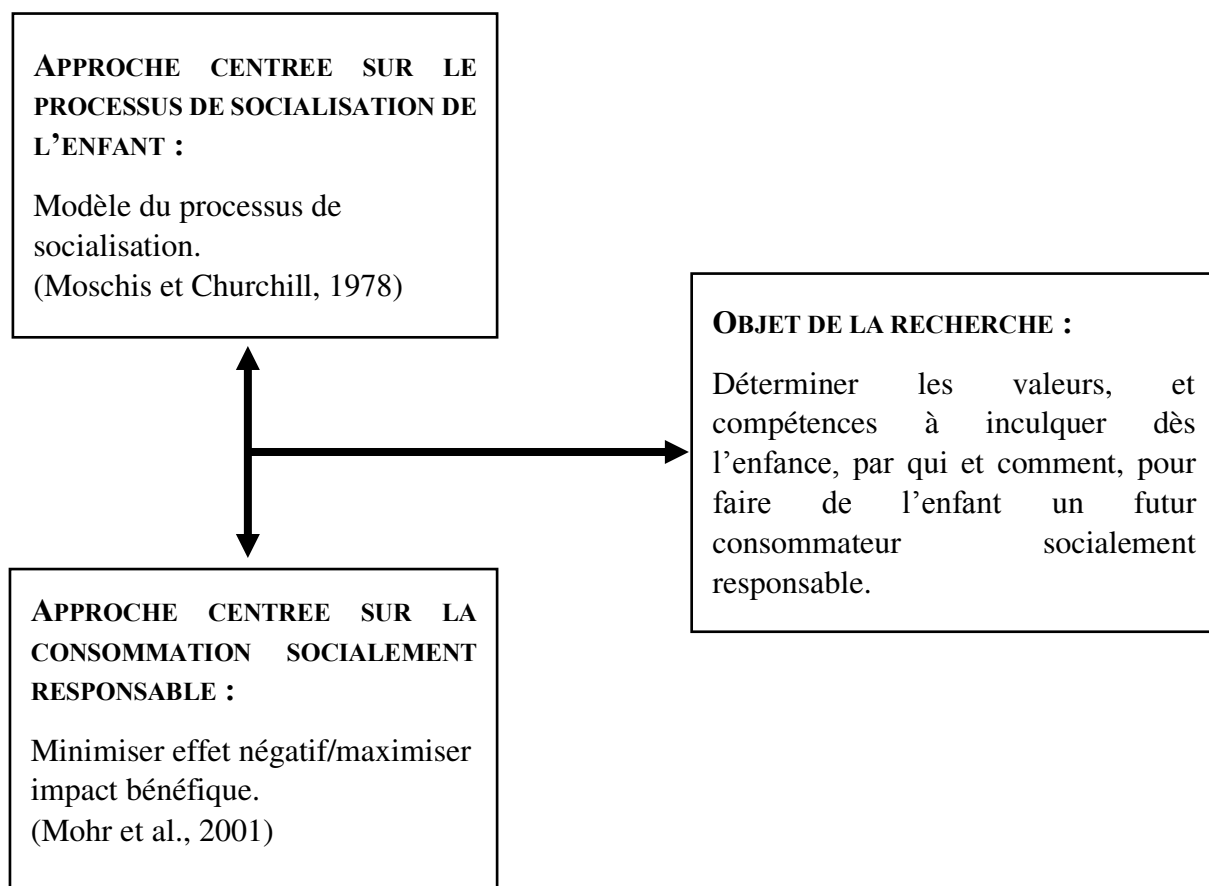 APPROCHE CENTREE SUR LE
PROCESSUS DE SOCIALISATION DE
L’ENFANT :
Modèle du processus de
socialisation.
(Moschis et Churchill, 1978)
OBJET DE LA RECHERCHE :
Déterminer les valeurs, et
compétences à inculquer dès
l’enfance, par qui et comment, pour
faire de l’enfant un futur
consommateur socialement
responsable.
APPROCHE CENTREE SUR LA
CONSOMMATION SOCIALEMENT
RESPONSABLE :
Minimiser effet négatif/maximiser
impact bénéfique.
(Mohr et al., 2001)